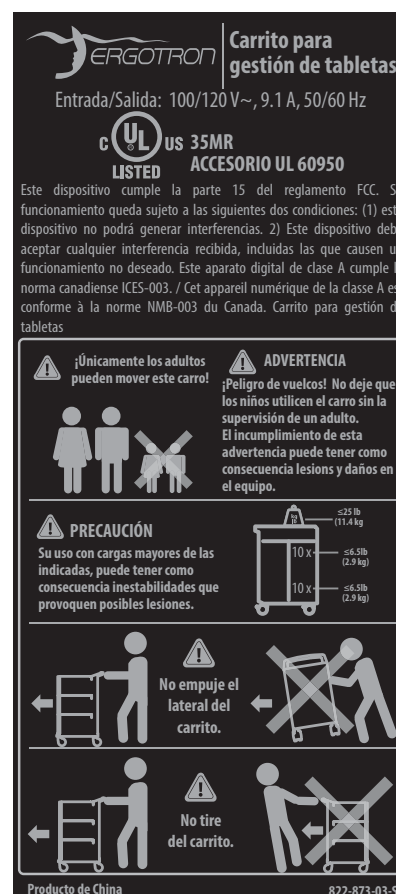 ERGOTRON
Carrito para
gestión de tabletas
Entrada/Salida: 100/120 V~, 9.1 A, 50/60 Hz
C UL US
LISTED
35MR
ACCESORIO UL 60950
Este dispositivo cumple la parte 15 del reglamento FCC.
funcionamiento queda sujeto a las siguientes dos condiciones: (1)
dispositivo no podrá generar interferencias. 2) Este dispositivo
aceptar cualquier interferencia recibida, incluidas las que causen
funcionamiento no deseado. Este aparato digital de clase A cumple
norma canadiense ICES-003. / Cet appareil numérique de la classe A
conforme à la norme NMB-003 du Canada. Carrito para gestión
tabletas
¡Únicamente los adultos
pueden mover este carro!
ADVERTENCIA
¡Peligro de vuelcos! No deje que
los niños utilicen el carro sin la
supervisión de un adulto.
El incumplimiento de esta
advertencia puede tener como
consecuencia lesions y daños en
el equipo.
PRECAUCIÓN
Su uso con cargas mayores de las
indicadas, puede tener como
consecuencia inestabilidades que
provoquen posibles lesiones.
kg
lb
≤25 lb
(11.4 kg
10 x
≤6.5lb
(2.9 kg)
10 x
≤6.5lb
(2.9 kg)
No empuje el
lateral del
carrito.
No tire
del carrito.
Producto de China
822-873-03-